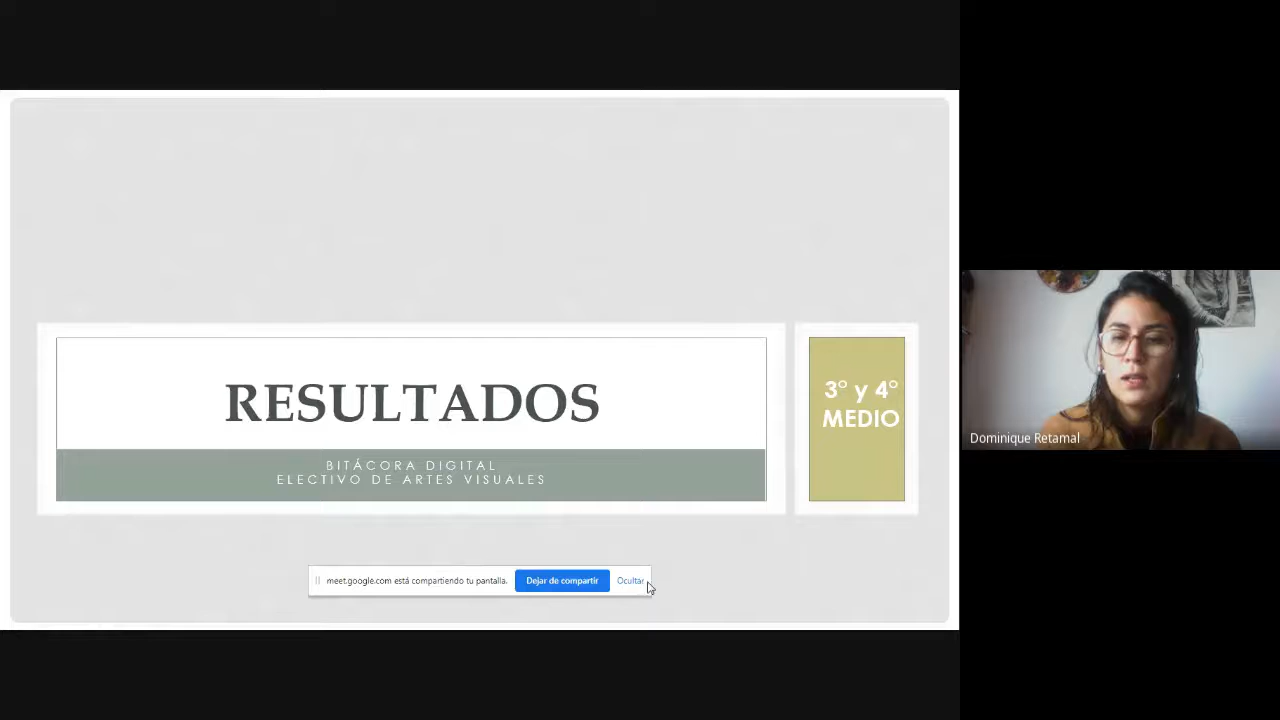 RESULTADOS
BITÁCORA DIGITAL
ELECTIVO DE ARTES VISUALES
3° y 4°
MEDIO
meet.google.com está compartiendo tu pantalla. Dejar de compartir Ocultar
Dominique Retamal